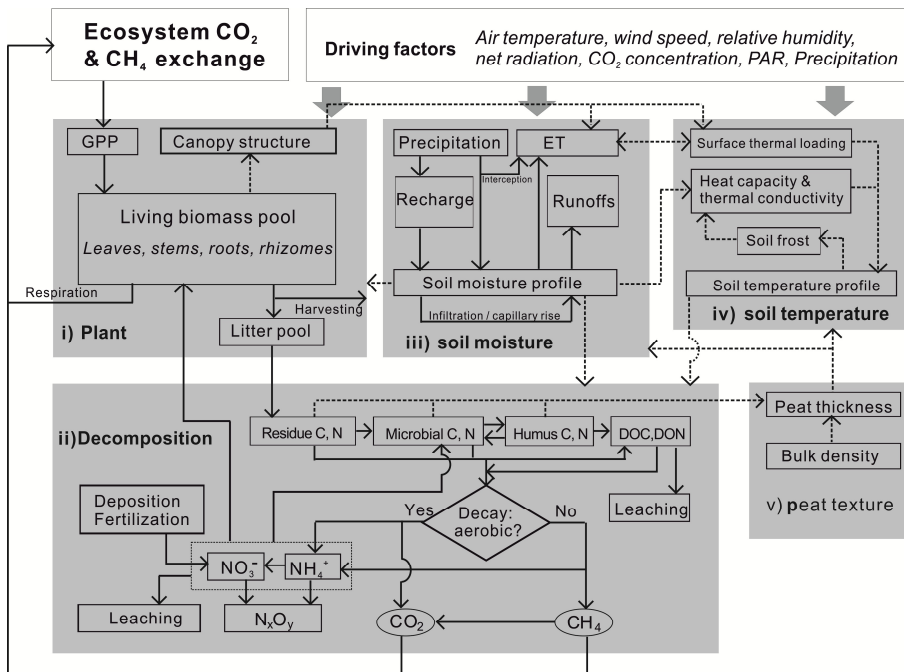 Ecosystem CO₂
& CH₄ exchange
Driving factors
Air temperature, wind speed, relative humidity,
net radiation, CO₂ concentration, PAR, Precipitation
GPP
Canopy structure
Living biomass pool
Leaves, stems, roots, rhizomes
Respiration
Harvesting
i) Plant
Litter pool
Precipitation
ET
Interception
Recharge
Runoffs
Soil moisture profile
Infiltration / capillary rise
iii) soil moisture
Surface thermal loading
Heat capacity &
thermal conductivity
Soil frost
Soil temperature profile
iv) soil temperature
ii)Decomposition
Residue C, N
Microbial C, N
Humus C, N
DOC,DON
Leaching
Deposition
Fertilization
Yes
Decay:
aerobic?
No
NO₃⁻
NH₄⁺
Leaching
NₓOᵧ
CO₂
CH₄
Peat thickness
Bulk density
v) peat texture